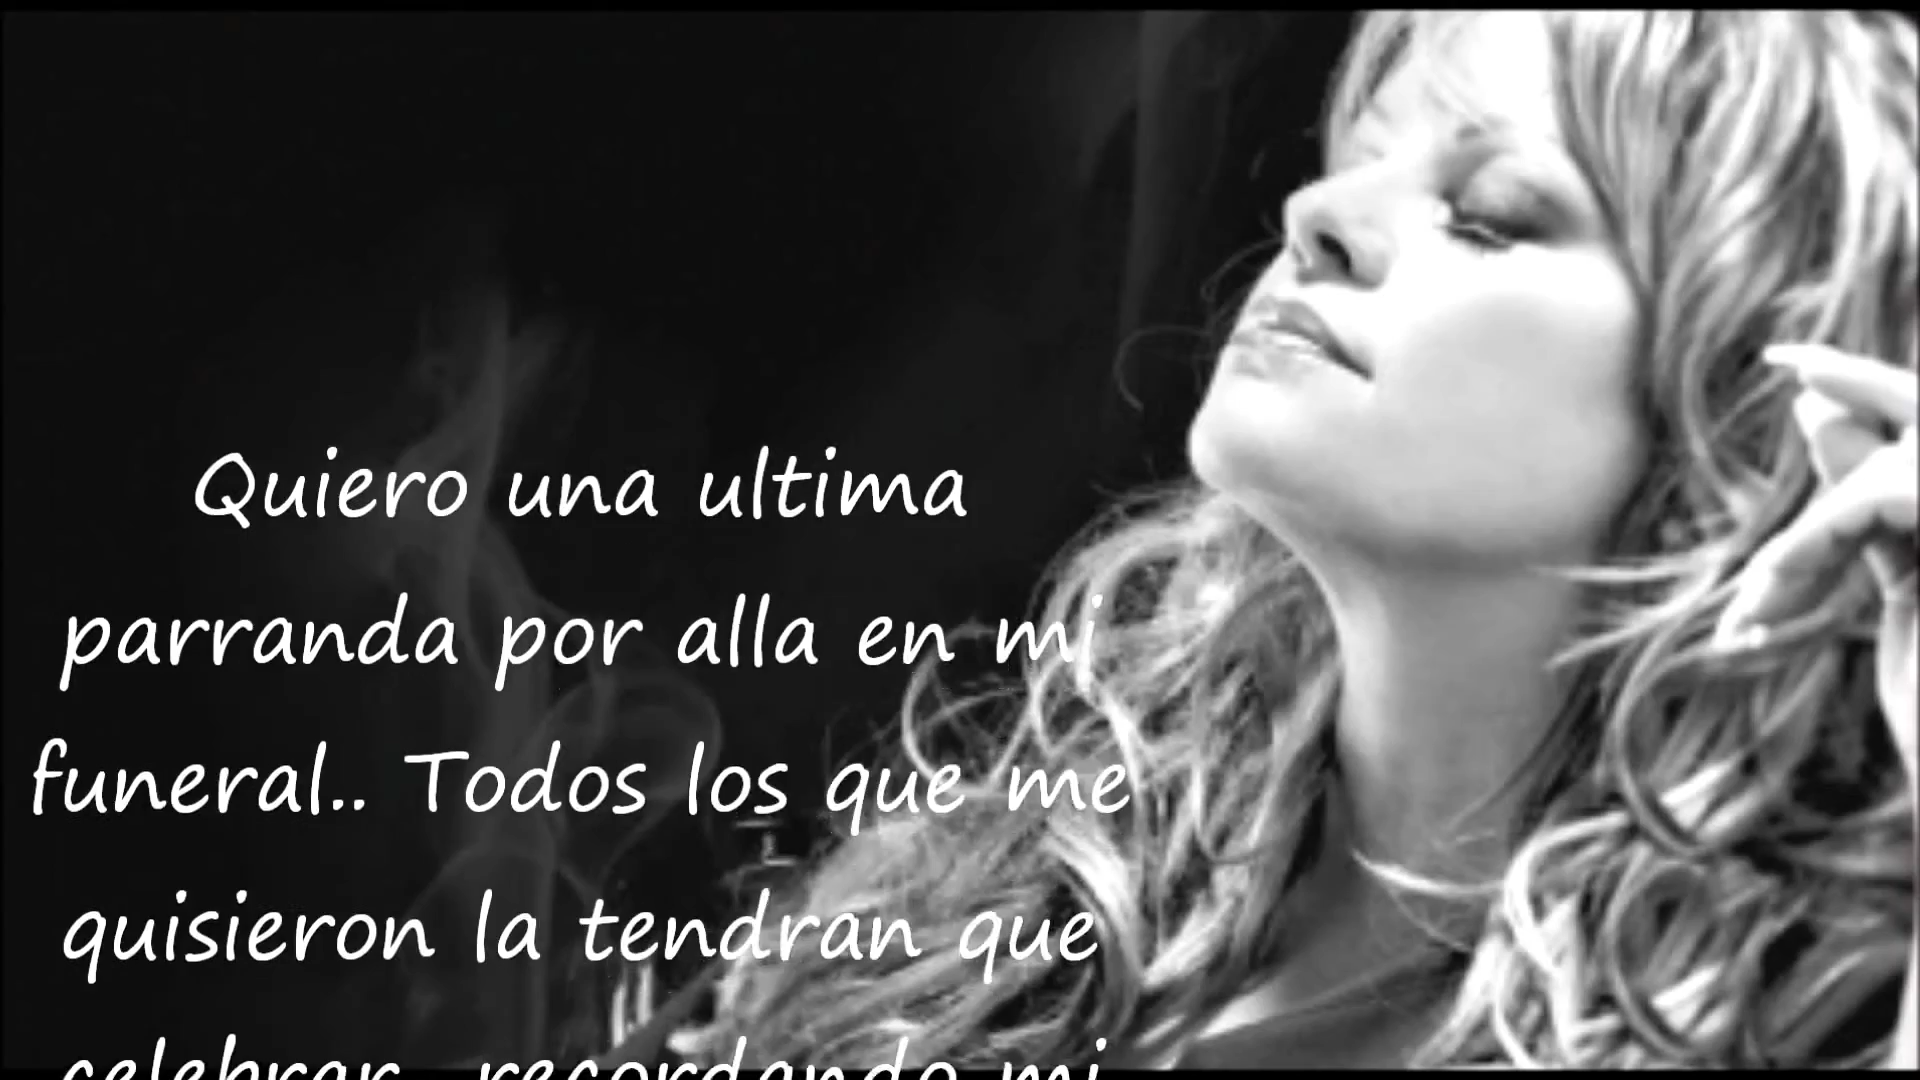 Quiero una ultima
parranda por alla en mi
funeral.. Todos los que me
quisieron la tendran que
celebrar.. recordando mi